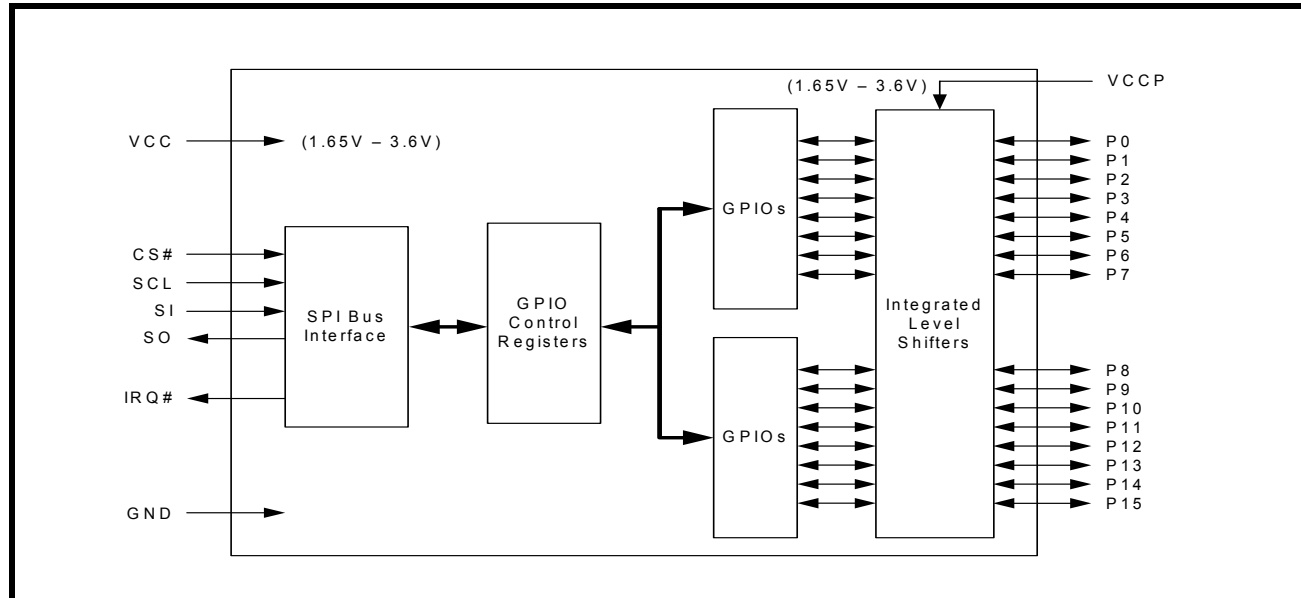 (1.65V – 3.6V)
VCCP
VCC
(1.65V – 3.6V)
CS#
SCL
SI
SO
IRQ#
GND
SPI Bus
Interface
GPIO
Control
Registers
GPIOs
GPIOs
Integrated
Level
Shifters
P0
P1
P2
P3
P4
P5
P6
P7
P8
P9
P10
P11
P12
P13
P14
P15